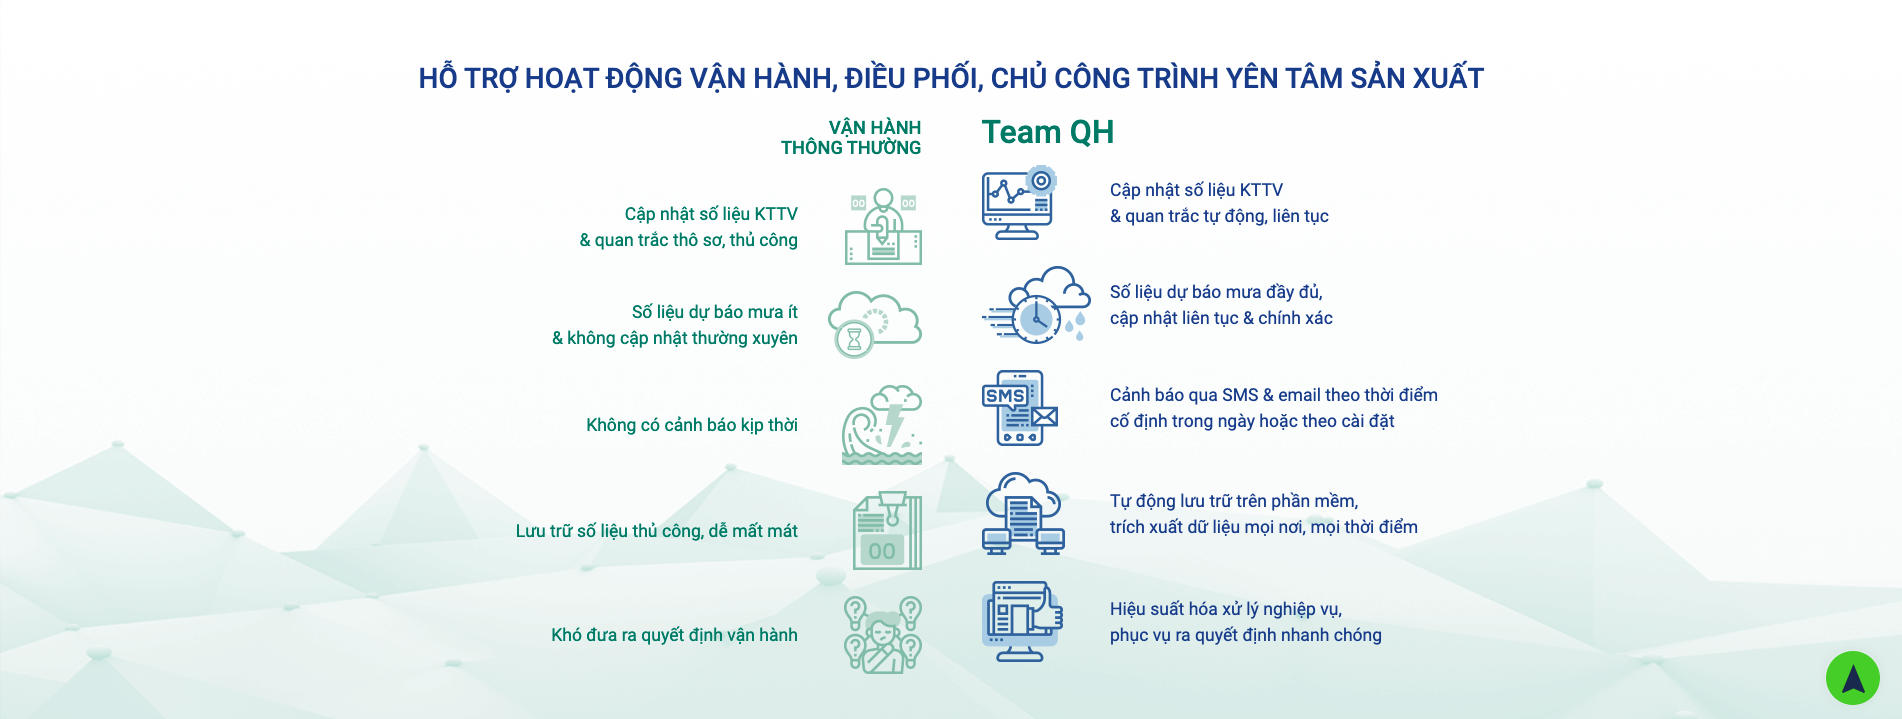 HỖ TRỢ HOẠT ĐỘNG VẬN HÀNH, ĐIỀU PHỐI, CHỦ CÔNG TRÌNH YÊN TÂM SẢN XUẤT
VẬN HÀNH
THÔNG THƯỜNG
Cập nhật số liệu KTTV
& quan trắc thô sơ, thủ công
00
00
Số liệu dự báo mưa ít
& không cập nhật thường xuyên
Không có cảnh báo kịp thời
Lưu trữ số liệu thủ công, dễ mất mát
00
Khó đưa ra quyết định vận hành
Team QH
Cập nhật số liệu KTTV
& quan trắc tự động, liên tục
Số liệu dự báo mưa đầy đủ,
cập nhật liên tục & chính xác
SMS
Cảnh báo qua SMS & email theo thời điểm
cố định trong ngày hoặc theo cài đặt
Tự động lưu trữ trên phần mềm,
trích xuất dữ liệu mọi nơi, mọi thời điểm
Hiệu suất hóa xử lý nghiệp vụ,
phục vụ ra quyết định nhanh chóng